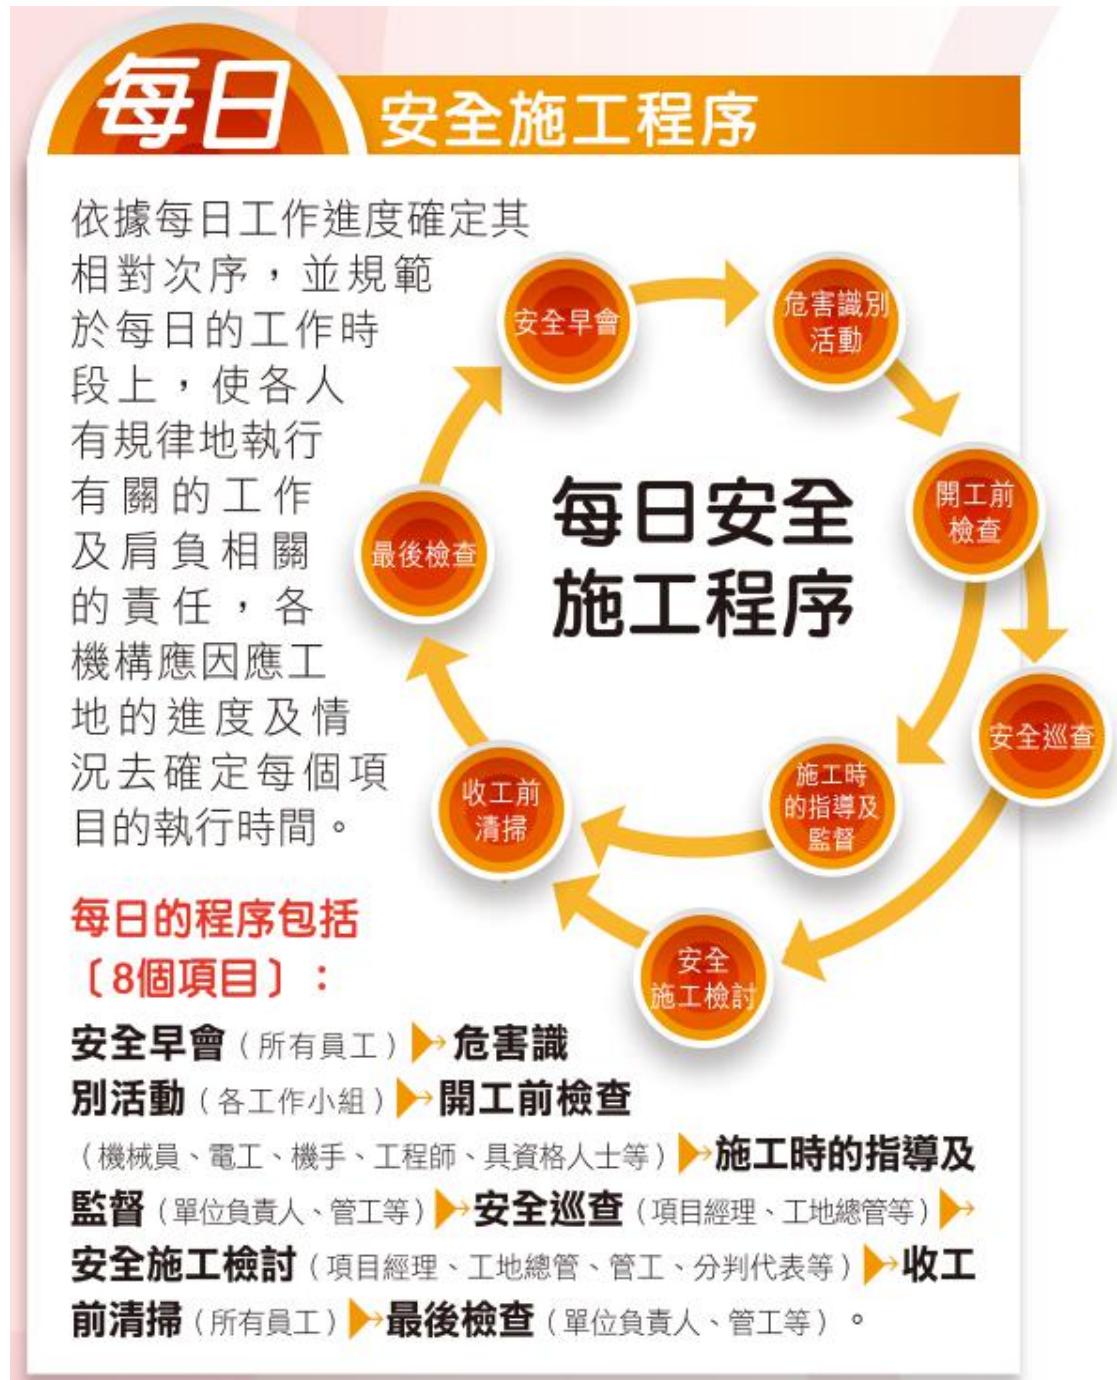 每日
安全施工程序
依據每日工作進度確定其
相對次序，並規範
於每日的工作時
段上，使各人
有規律地執行
有關的工作
及肩負相關
的責任，各
機構應因應工
地的進度及情
況去確定每個項
目的執行時間。
安全早會
危害識別
活動
開工前
檢查
安全巡查
施工時
的指導及
監督
安全
施工檢討
收工前
清掃
最後檢查
每日安全
施工程序
每日的程序包括
〔8個項目〕：
安全早會（所有員工）危害識
別活動（各工作小組）開工前檢查
（機械員、電工、機手、工程師、具資格人士等）施工時的指導及
監督（單位負責人、管工等）安全巡查（項目經理、工地總管等）
安全施工檢討（項目經理、工地總管、管工、分判代表等）收工
前清掃（所有員工）最後檢查（單位負責人、管工等）。